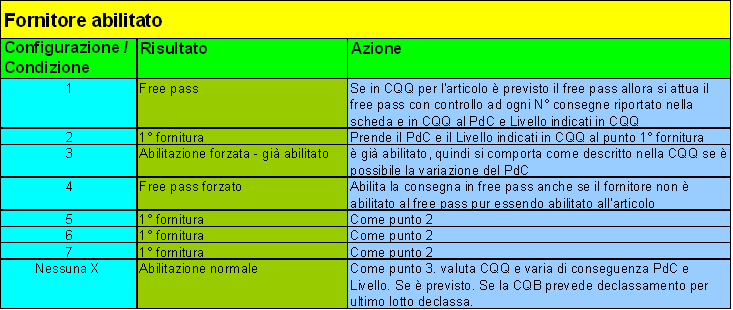 Fornitore abilitato
Configurazione / Condizione
Risultato
Azione
1
Free pass
Se in CQQ per l'articolo è previsto il free pass allora si attua il
free pass con controllo ad ogni N° consegne riportato nella
scheda e in CQQ al PdC e Livello indicati in CQQ
2
1° fornitura
Prende il PdC e il Livello indicati in CQQ al punto 1° fornitura
3
Abilitazione forzata - già abilitato
è già abilitato, quindi si comporta come descritto nella CQQ se è
possibile la variazione del PdC
4
Free pass forzato
Abilita la consegna in free pass anche se il fornitore non è
abilitato al free pass pur essendo abilitato all'articolo
5
1° fornitura
Come punto 2
6
1° fornitura
Come punto 2
7
1° fornitura
Come punto 2
Nessuna X
Abilitazione normale
Come punto 3. valuta CQQ e varia di conseguenza PdC e
Livello. Se è previsto. Se la CQB prevede declassamento per
ultimo lotto declassa.